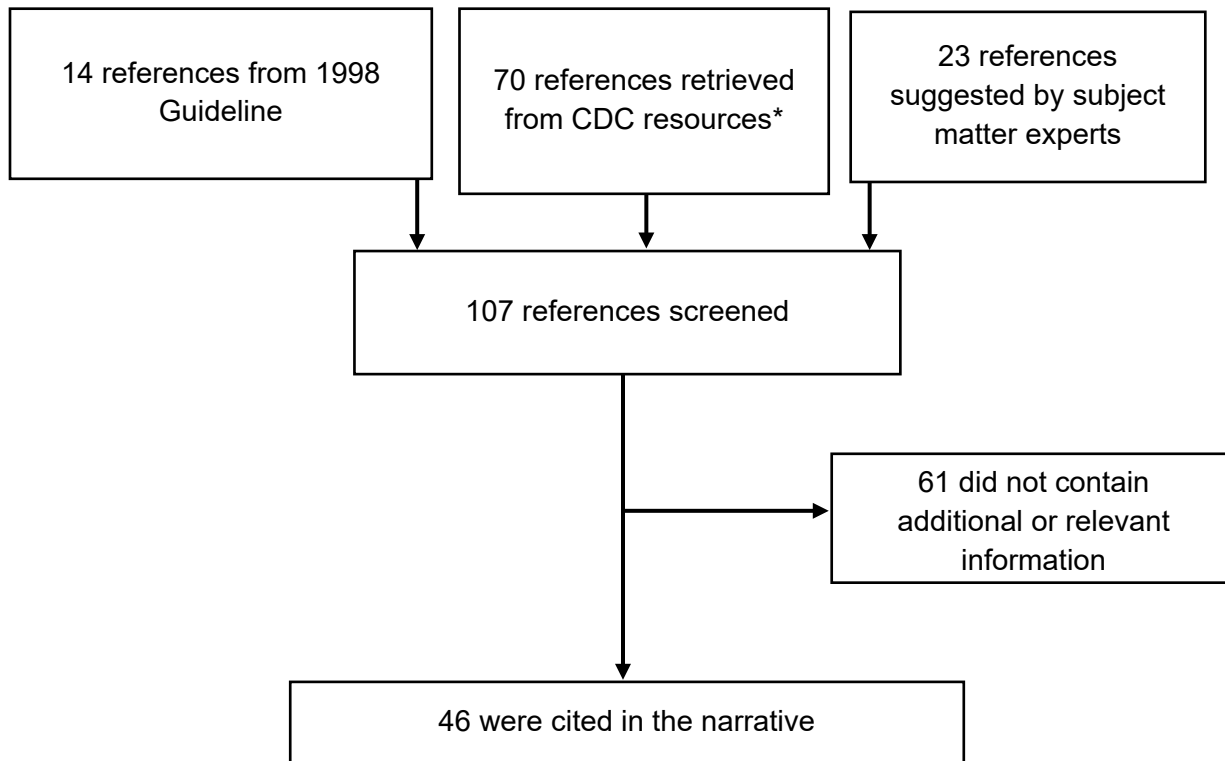 14 references from 1998
Guideline
70 references retrieved
from CDC resources*
23 references
suggested by subject
matter experts
107 references screened
61 did not contain
additional or relevant
information
46 were cited in the narrative